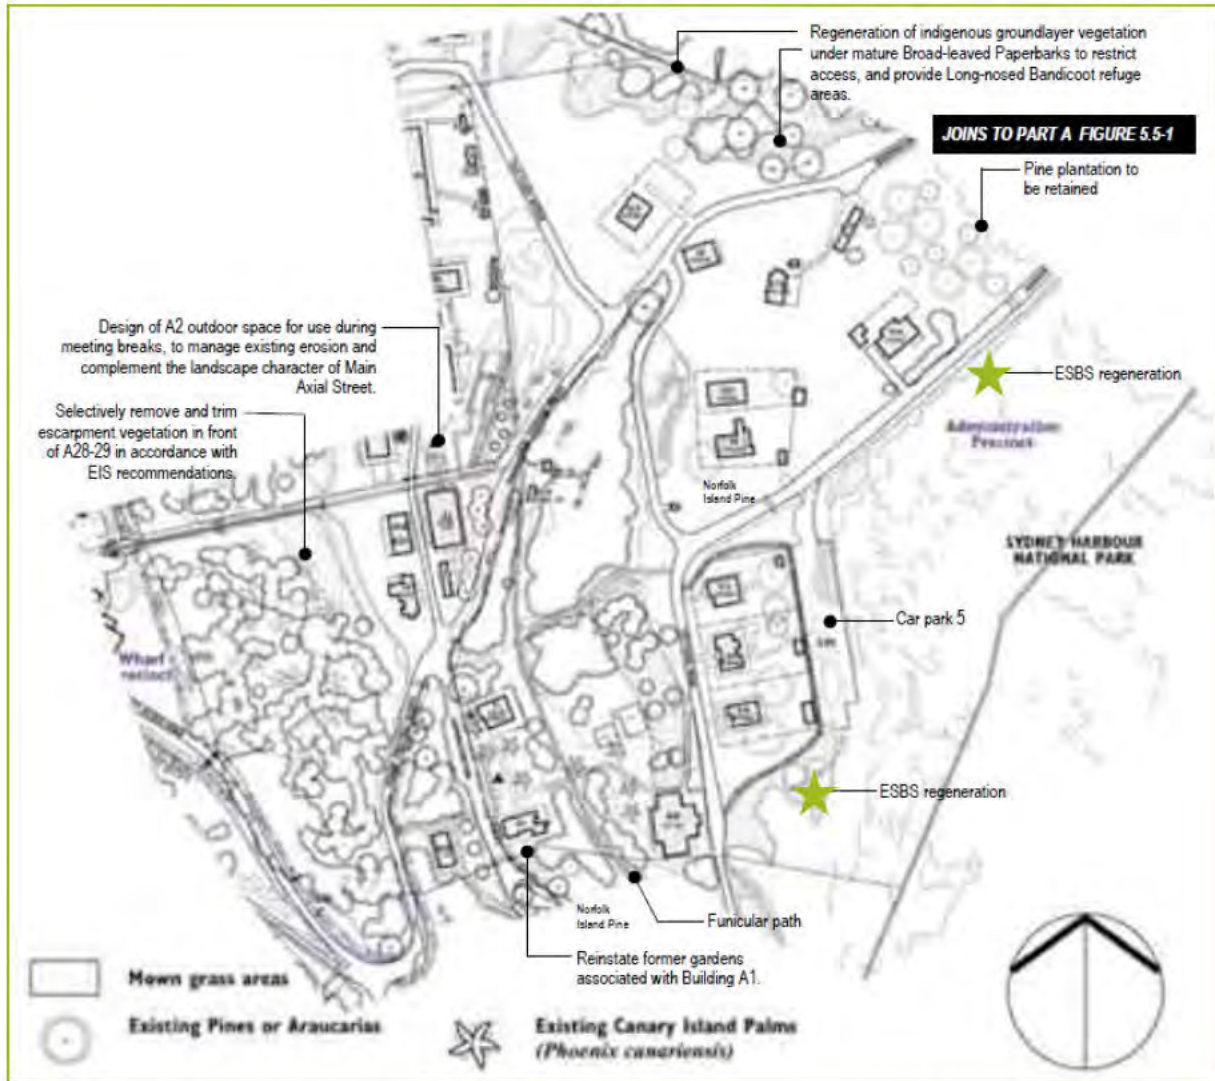 Regeneration of indigenous groundlayer vegetation
under mature Broad-leaved Paperbarks to restrict
access, and provide Long-nosed Bandicoot refuge
areas.
JOINS TO PART A FIGURE 5.5-1
Pine plantation to
be retained
Design of A2 outdoor space for use during
meeting breaks, to manage existing erosion and
complement the landscape character of Main
Axial Street.
ESBS regeneration
Selectively remove and trim
escarpment vegetation in front
of A28-29 in accordance with
EIS recommendations.
Administration
Precinct
Norfolk
Island Pine
SYDNEY HARBOUR
NATIONAL PARK
Car park 5
Wharf
Precinct
ESBS regeneration
Norfolk
Island Pine
Funicular path
Reinstate former gardens
associated with Building A1.
Mown grass areas
Existing Pines or Araucarias
Existing Canary Island Palms
(Phoenix canariensis)